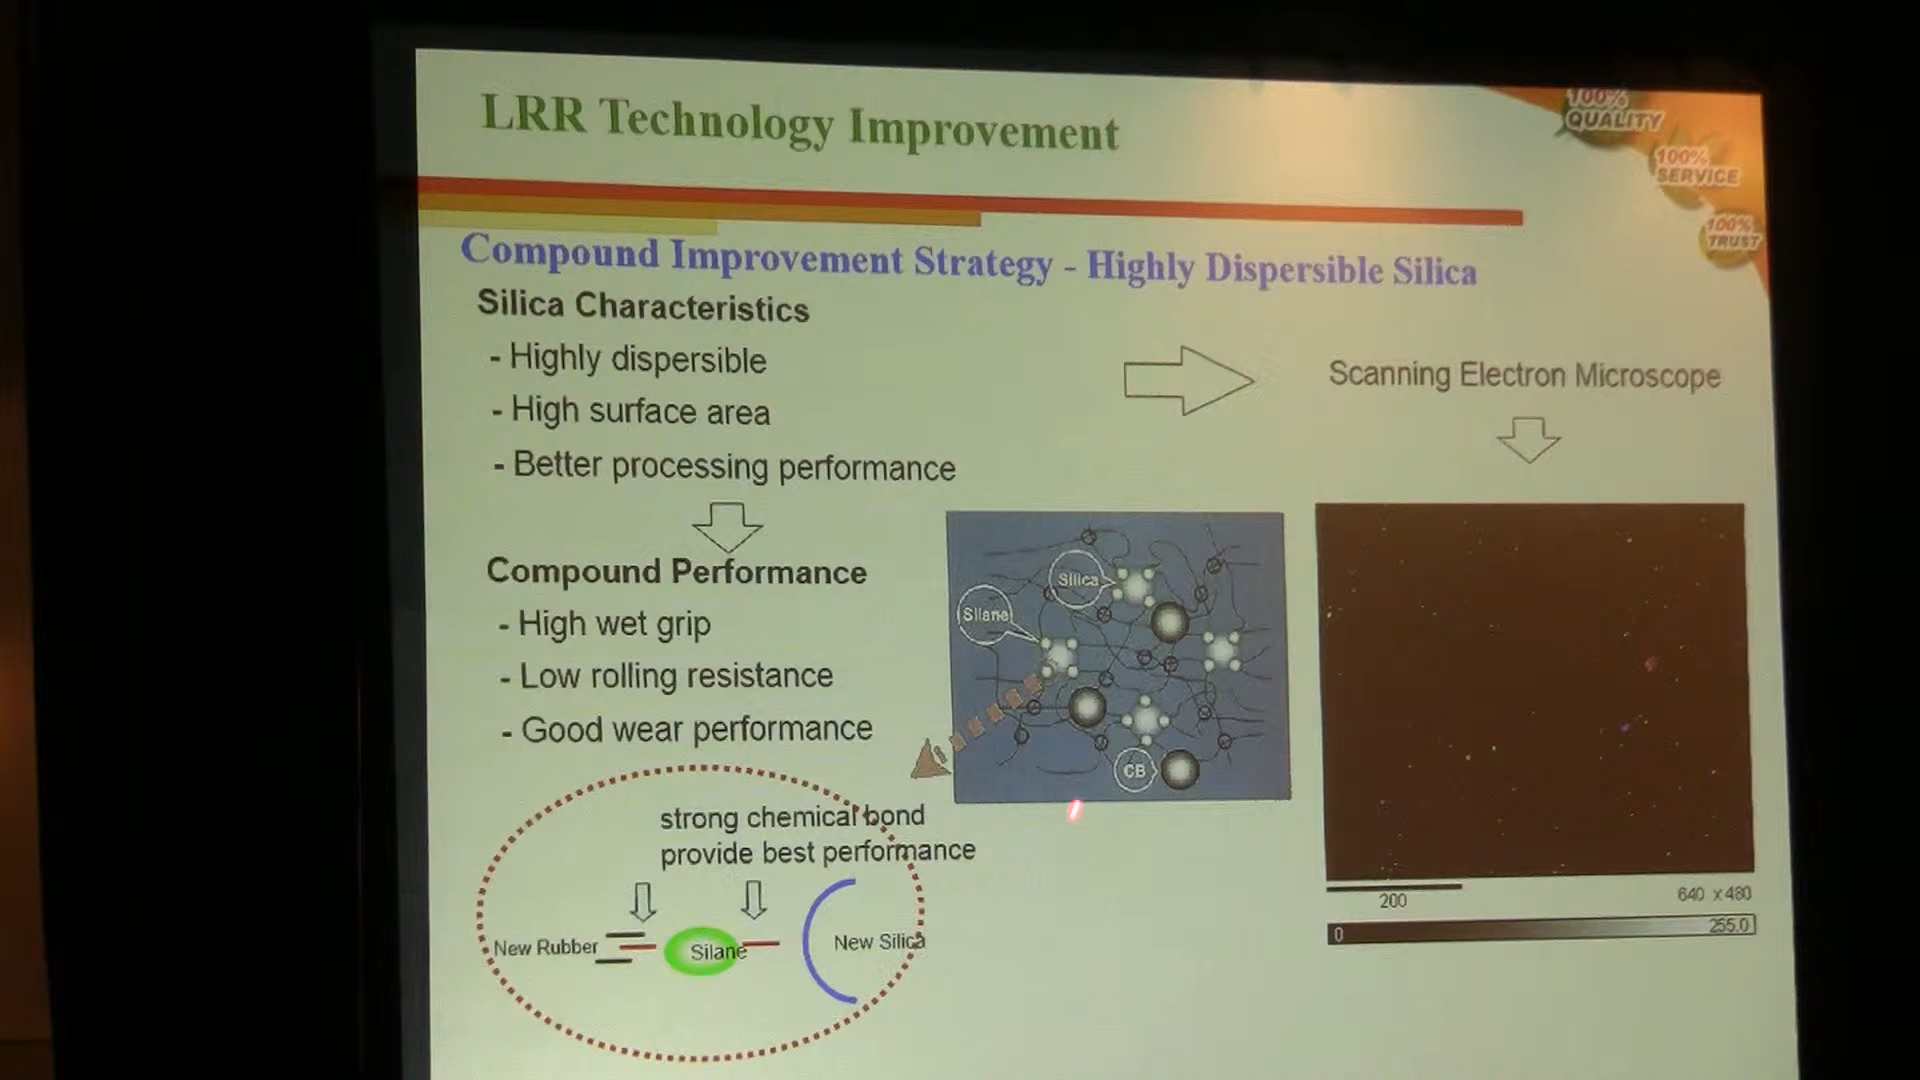 LRR Technology Improvement
100%
QUALITY
100%
SERVICE
100%
TRUST
Compound Improvement Strategy - Highly Dispersible Silica
Silica Characteristics
- Highly dispersible
- High surface area
- Better processing performance
Scanning Electron Microscope
Compound Performance
- High wet grip
- Low rolling resistance
- Good wear performance
Silica
Silane
CB
strong chemical bond
provide best performance
New Rubber
Silane
New Silica
200
640 x 480
0
255.0